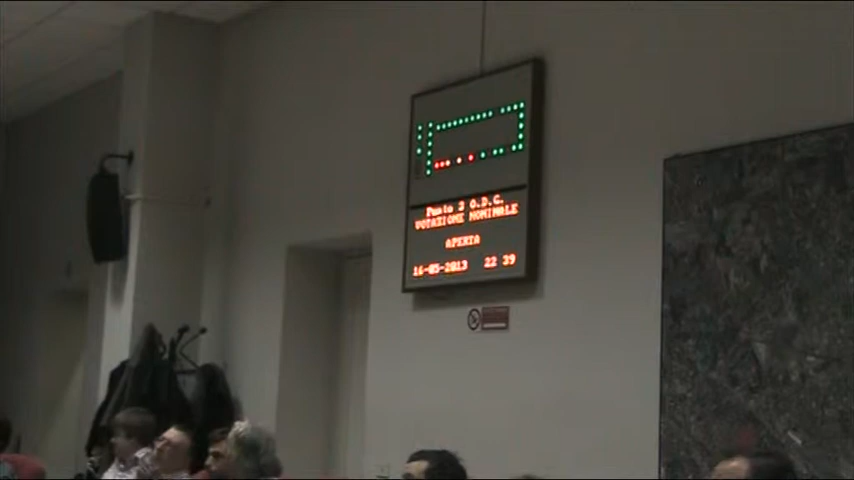 Punto 3 O.D.G.
VOTAZIONE NOMINALE
APERTA
16-05-2013 22 39